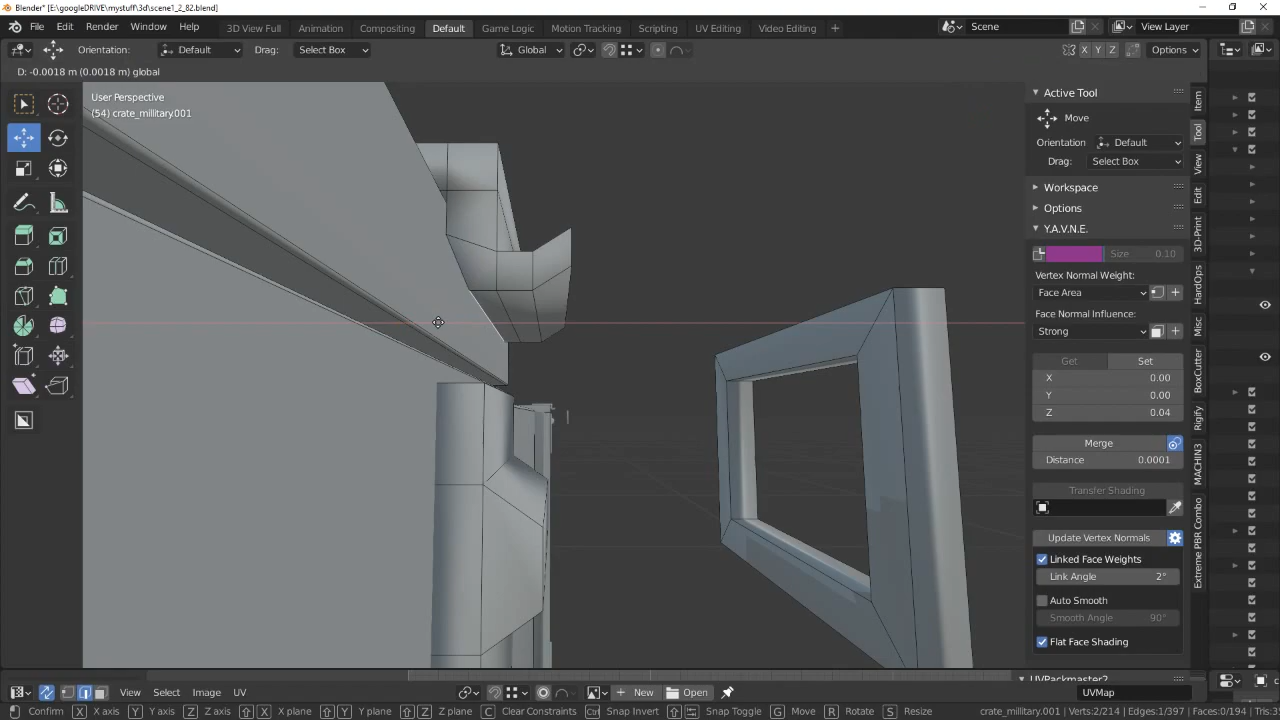 Blender* [E:\googleDRIVE\mystuff\3d\scene1_2_82.blend]
File Edit Render Window Help 3D View Full Animation Compositing Default Game Logic Motion Tracking Scripting UV Editing Video Editing + Scene View Layer
Orientation: Default Drag: Select Box Global X Y Z Options
D: -0.0018 m (0.0018 m) global
User Perspective
(54) crate_millitary.001
Active Tool
Move
Orientation Default
Drag: Select Box
Workspace
Options
Y.A.V.N.E.
Size 0.10
Vertex Normal Weight:
Face Area
Face Normal Influence:
Strong
Get Set
X 0.00
Y 0.00
Z 0.04
Merge
Distance 0.0001
Transfer Shading
Update Vertex Normals
Linked Face Weights
Link Angle 2°
Auto Smooth
Smooth Angle 90°
Flat Face Shading
UVPackmaster2
Item
Tool
View
Edit
3D-Print
HardOps
Misc
BoxCutter
Rigify
MACHIN3
Extreme PBR Combo
View Select Image UV New Open UVMap
Confirm X X axis Y Y axis Z Z axis X X plane Y Y plane Z Z plane C Clear Constraints Ctrl Snap Invert Snap Toggle G Move R Rotate S Resize crate_millitary.001 | Verts:2/214 | Edges:1/397 | Faces:0/194 | Tris:3